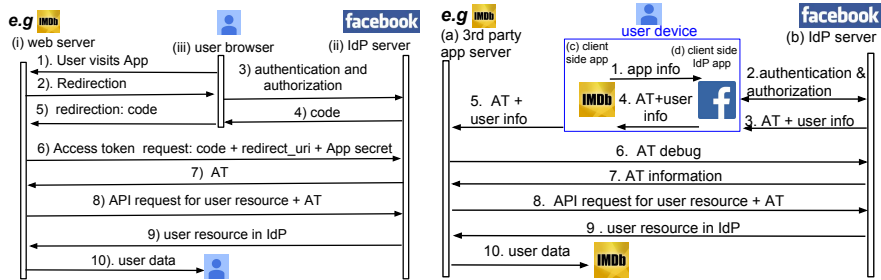 e.g IMDb
facebook
(i) web server
(iii) user browser
(ii) IdP server
1). User visits App
2). Redirection
3) authentication and
authorization
4) code
5) redirection: code
6) Access token request: code + redirect_uri + App secret
7) AT
8) API request for user resource + AT
9) user resource in IdP
10). user data
e.g IMDb
facebook
(a) 3rd party
app server
user device
(b) IdP server
(c) client
side app
(d) client side
IdP app
1. app info
IMDb
f
2.authentication &
authorization
3. AT + user info
4. AT+user
info
5. AT +
user info
6. AT debug
7. AT information
8. API request for user resource + AT
9 . user resource in IdP
10. user data
IMDb